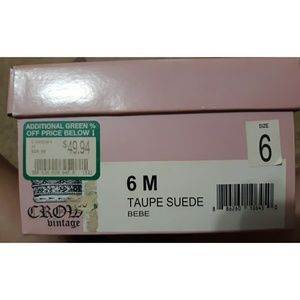 ADDITIONAL GREEN %
OFF PRICE BELOW
$49.94
SIZE
6
6 M
TAUPE SUEDE
BEBE
CROW
vintage